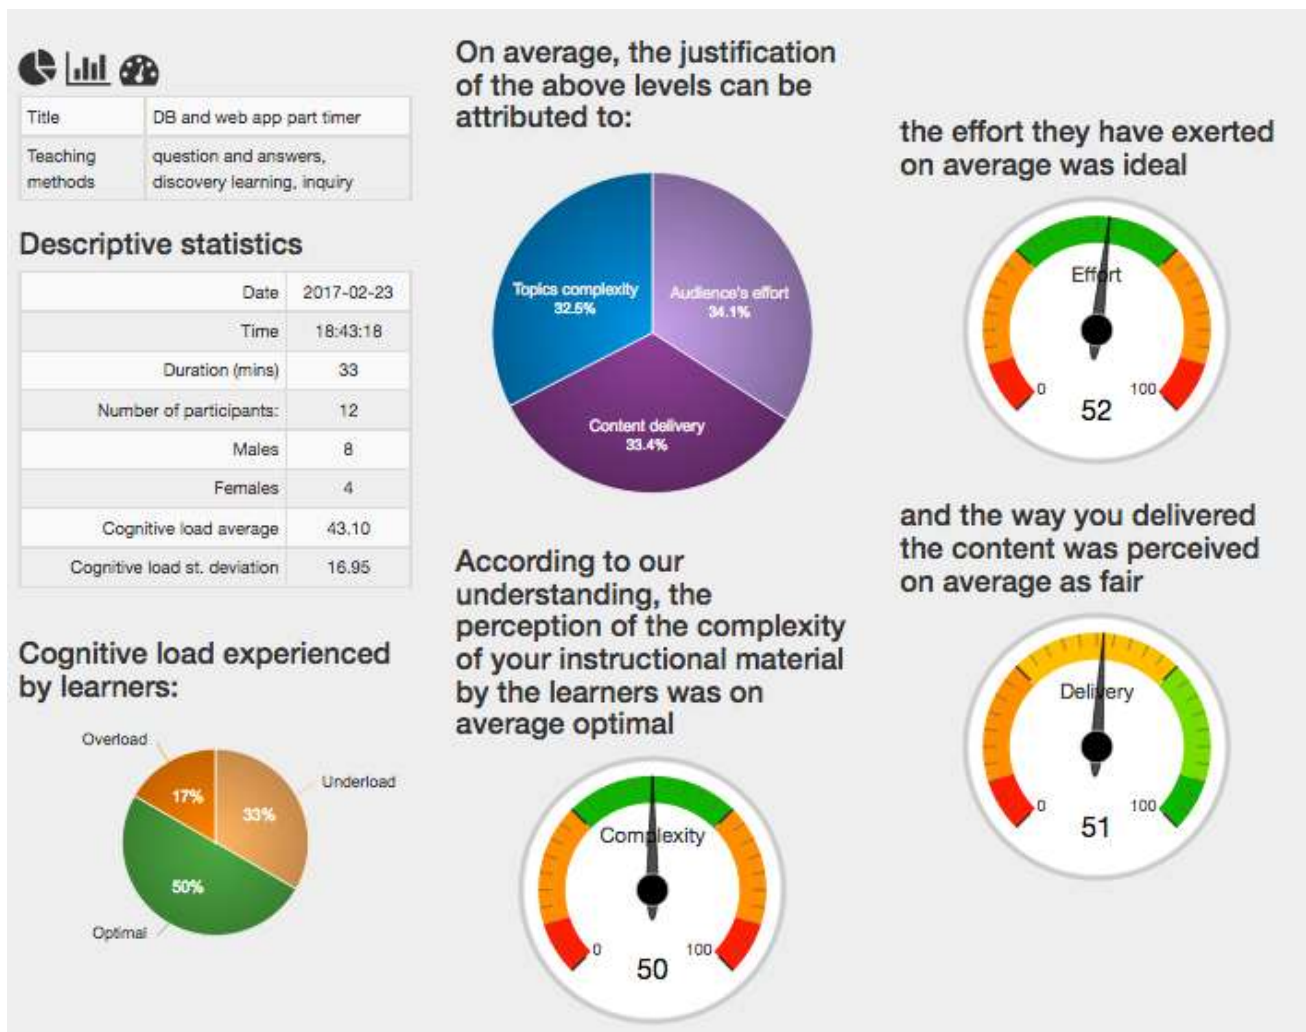 Title DB and web app part timer
Teaching question and answers,
methods discovery learning, inquiry
Descriptive statistics
Date 2017-02-23
Time 18:43:18
Duration (mins) 33
Number of participants: 12
Males 8
Females 4
Cognitive load average 43.10
Cognitive load st. deviation 16.95
Cognitive load experienced
by learners:
Overload
Underload
17%
33%
50%
Optimal
On average, the justification
of the above levels can be
attributed to:
Topics complexity
32.5%
Audience's effort
34.1%
Content delivery
33.4%
According to our
understanding, the
perception of the complexity
of your instructional material
by the learners was on
average optimal
Complexity
0 100
50
the effort they have exerted
on average was ideal
Effort
0 100
52
and the way you delivered
the content was perceived
on average as fair
Delivery
0 100
51